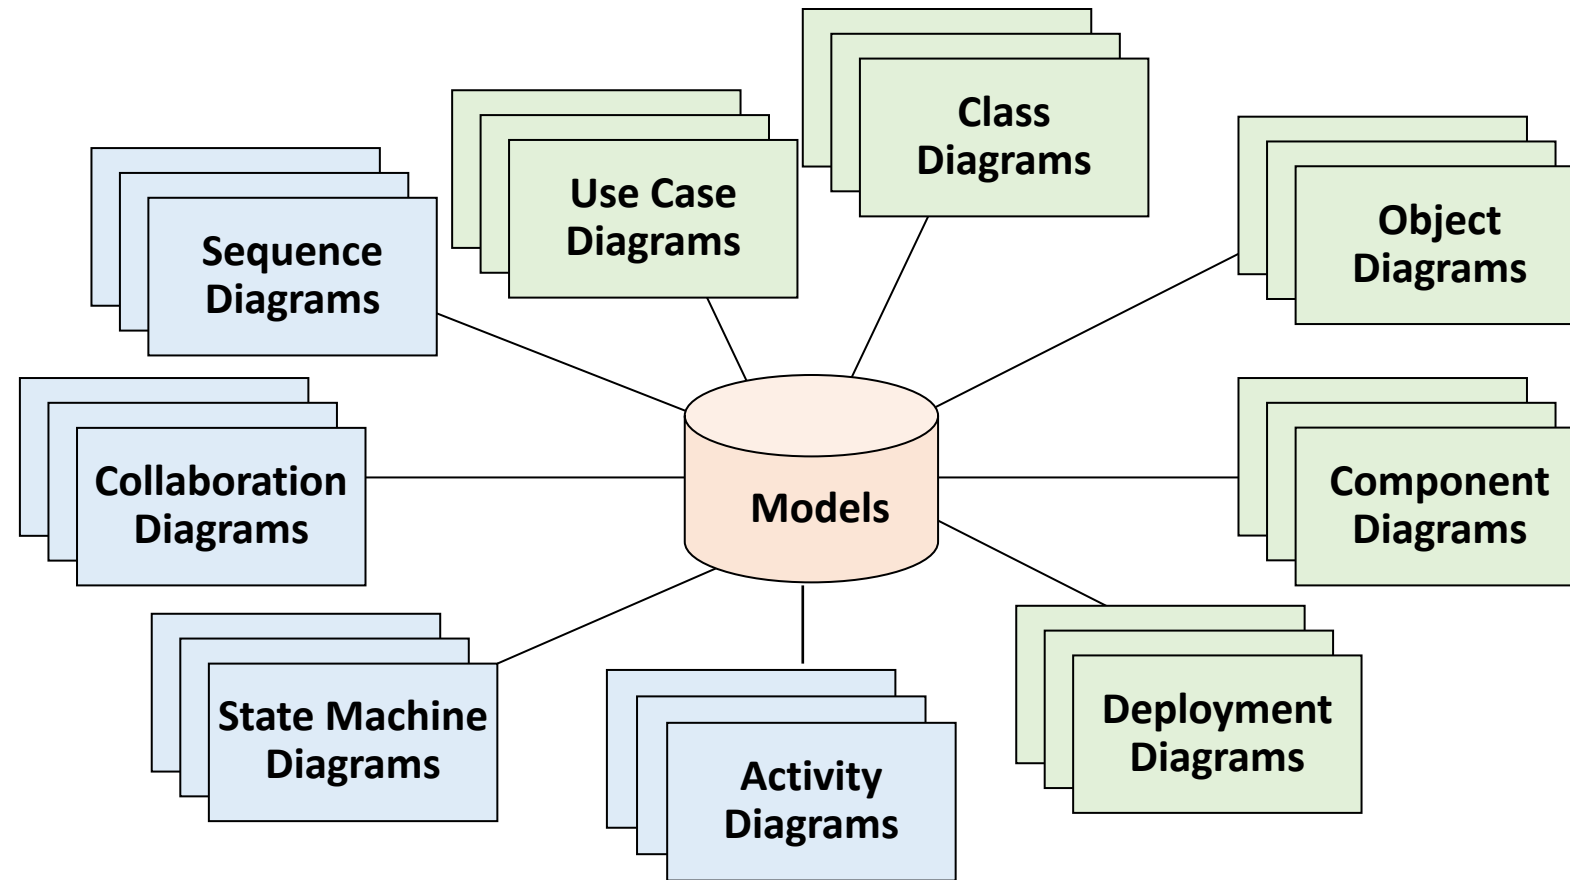 Class
Diagrams
Use Case
Diagrams
Object
Diagrams
Sequence
Diagrams
Collaboration
Diagrams
Models
Component
Diagrams
State Machine
Diagrams
Deployment
Diagrams
Activity
Diagrams